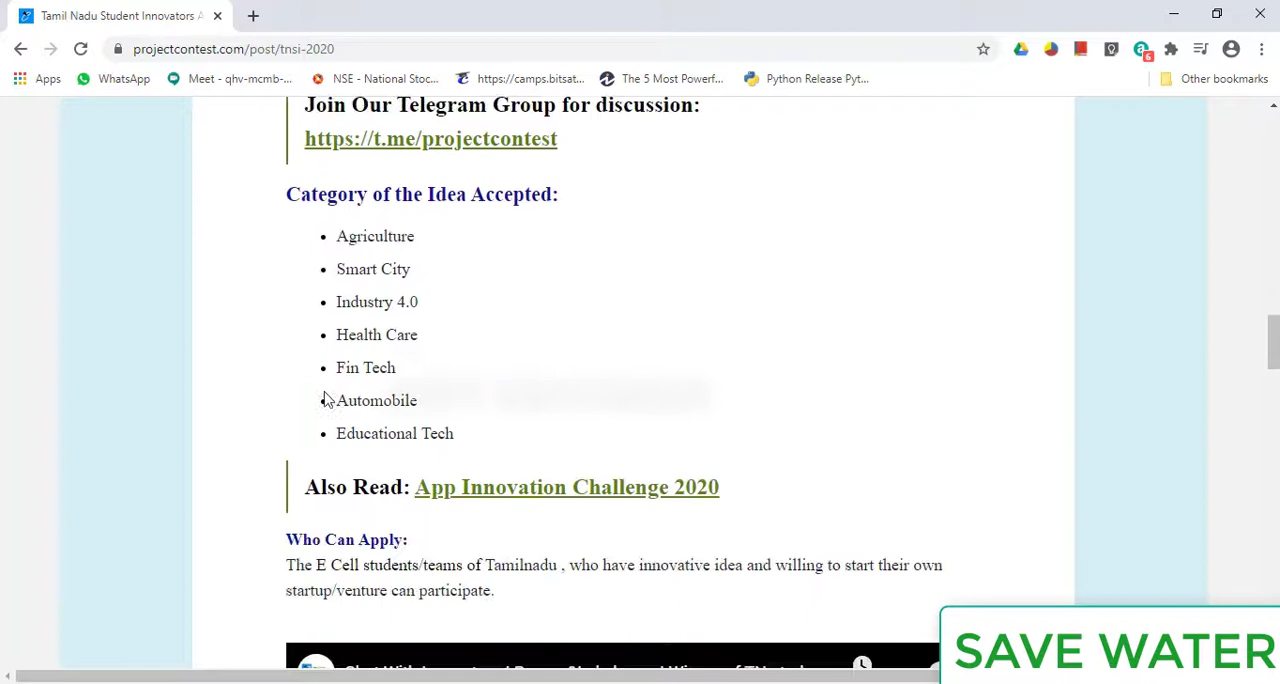 Tamil Nadu Student Innovators A
projectcontest.com/post/tnsi-2020
6
Apps
WhatsApp
Meet - qhv-mcmb-...
NSE - National Stoc...
https://camps.bitsat...
The 5 Most Powerf...
Python Release Pyt...
Other bookmarks
Join Our Telegram Group for discussion:
https://t.me/projectcontest
Category of the Idea Accepted:
Agriculture
Smart City
Industry 4.0
Health Care
Fin Tech
Automobile
Educational Tech
Also Read: App Innovation Challenge 2020
Who Can Apply:
The E Cell students/teams of Tamilnadu , who have innovative idea and willing to start their own
startup/venture can participate.
SAVE WATER